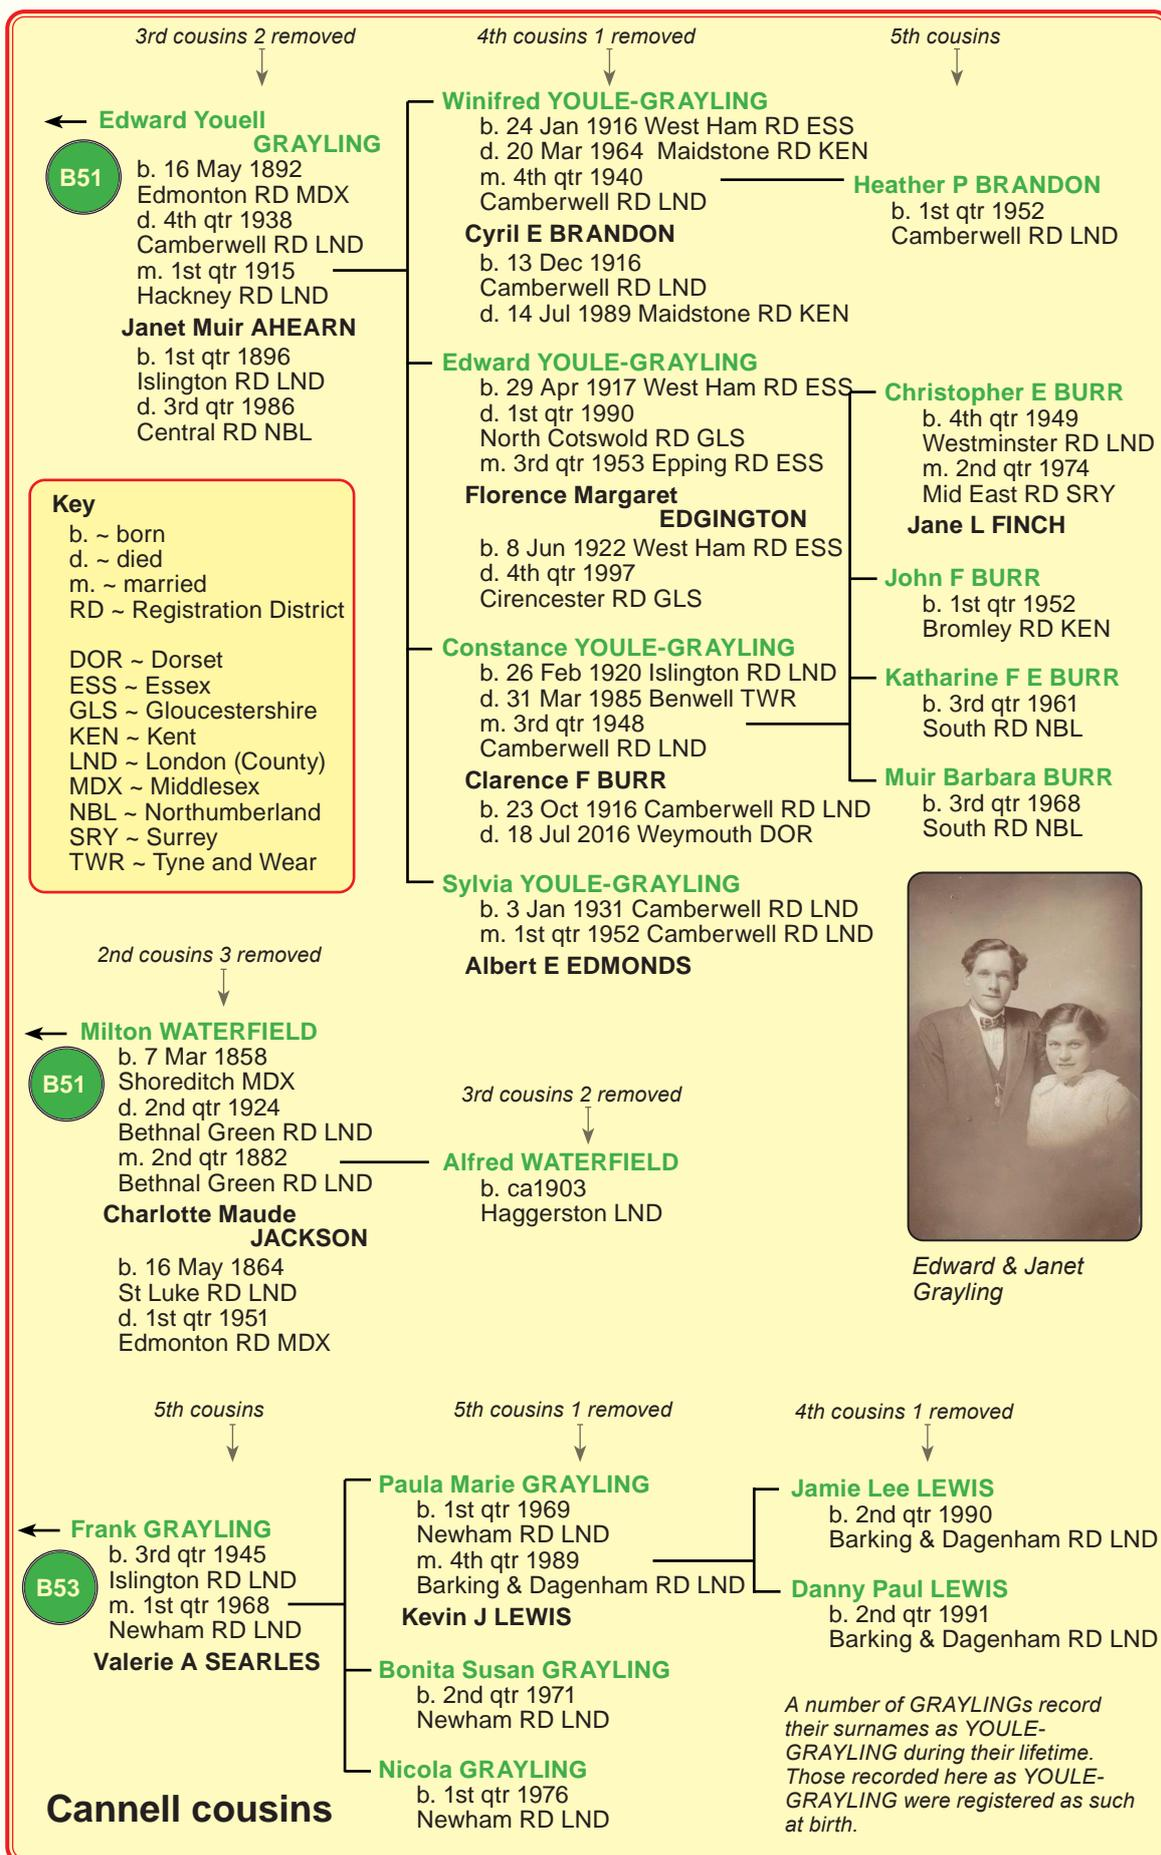 3rd cousins 2 removed
4th cousins 1 removed
5th cousins
Edward Youell
GRAYLING
B51
b. 16 May 1892
Edmonton RD MDX
d. 4th qtr 1938
Camberwell RD LND
m. 1st qtr 1915
Hackney RD LND
Janet Muir AHEARN
b. 1st qtr 1896
Islington RD LND
d. 3rd qtr 1986
Central RD NBL
Winifred YOULE-GRAYLING
b. 24 Jan 1916 West Ham RD ESS
d. 20 Mar 1964 Maidstone RD KEN
m. 4th qtr 1940
Camberwell RD LND
Cyril E BRANDON
b. 13 Dec 1916
Camberwell RD LND
d. 14 Jul 1989 Maidstone RD KEN
Heather P BRANDON
b. 1st qtr 1952
Camberwell RD LND
Edward YOULE-GRAYLING
b. 29 Apr 1917 West Ham RD ESS
d. 1st qtr 1990
North Cotswold RD GLS
m. 3rd qtr 1953 Epping RD ESS
Florence Margaret
EDGINGTON
b. 8 Jun 1922 West Ham RD ESS
d. 4th qtr 1997
Cirencester RD GLS
Constance YOULE-GRAYLING
b. 26 Feb 1920 Islington RD LND
d. 31 Mar 1985 Benwell TWR
m. 3rd qtr 1948
Camberwell RD LND
Clarence F BURR
b. 23 Oct 1916 Camberwell RD LND
d. 18 Jul 2016 Weymouth DOR
Christopher E BURR
b. 4th qtr 1949
Westminster RD LND
m. 2nd qtr 1974
Mid East RD SRY
Jane L FINCH
John F BURR
b. 1st qtr 1952
Bromley RD KEN
Katharine F E BURR
b. 3rd qtr 1961
South RD NBL
Muir Barbara BURR
b. 3rd qtr 1968
South RD NBL
Sylvia YOULE-GRAYLING
b. 3 Jan 1931 Camberwell RD LND
m. 1st qtr 1952 Camberwell RD LND
Albert E EDMONDS
Key
b. ~ born
d. ~ died
m. ~ married
RD ~ Registration District
DOR ~ Dorset
ESS ~ Essex
GLS ~ Gloucestershire
KEN ~ Kent
LND ~ London (County)
MDX ~ Middlesex
NBL ~ Northumberland
SRY ~ Surrey
TWR ~ Tyne and Wear
Edward & Janet
Grayling
2nd cousins 3 removed
Milton WATERFIELD
B51
b. 7 Mar 1858
Shoreditch MDX
d. 2nd qtr 1924
Bethnal Green RD LND
m. 2nd qtr 1882
Bethnal Green RD LND
Charlotte Maude
JACKSON
b. 16 May 1864
St Luke RD LND
d. 1st qtr 1951
Edmonton RD MDX
3rd cousins 2 removed
Alfred WATERFIELD
b. ca1903
Haggerston LND
5th cousins
5th cousins 1 removed
4th cousins 1 removed
Frank GRAYLING
B53
b. 3rd qtr 1945
Islington RD LND
m. 1st qtr 1968
Newham RD LND
Valerie A SEARLES
Paula Marie GRAYLING
b. 1st qtr 1969
Newham RD LND
m. 4th qtr 1989
Barking & Dagenham RD LND
Kevin J LEWIS
Jamie Lee LEWIS
b. 2nd qtr 1990
Barking & Dagenham RD LND
Danny Paul LEWIS
b. 2nd qtr 1991
Barking & Dagenham RD LND
Bonita Susan GRAYLING
b. 2nd qtr 1971
Newham RD LND
Nicola GRAYLING
b. 1st qtr 1976
Newham RD LND
A number of GRAYLINGs record
their surnames as YOULE-
GRAYLING during their lifetime.
Those recorded here as YOULE-
GRAYLING were registered as such
at birth.
Cannell cousins